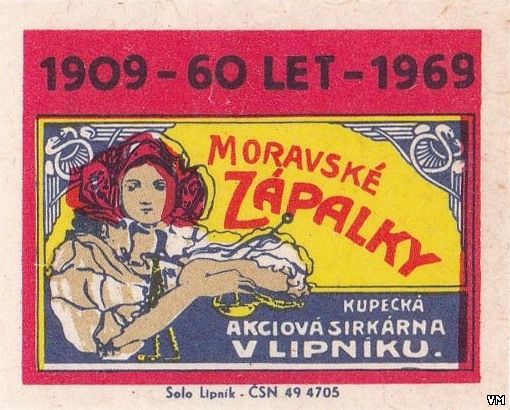 1909 - 60 LET - 1969
MORAVSKÉ
ZÁPALKY
KUPECKÁ
AKCIOVÁ SIRKÁRNA
V LIPNÍKU.
Solo Lipník - ČSN 49 4705
VM